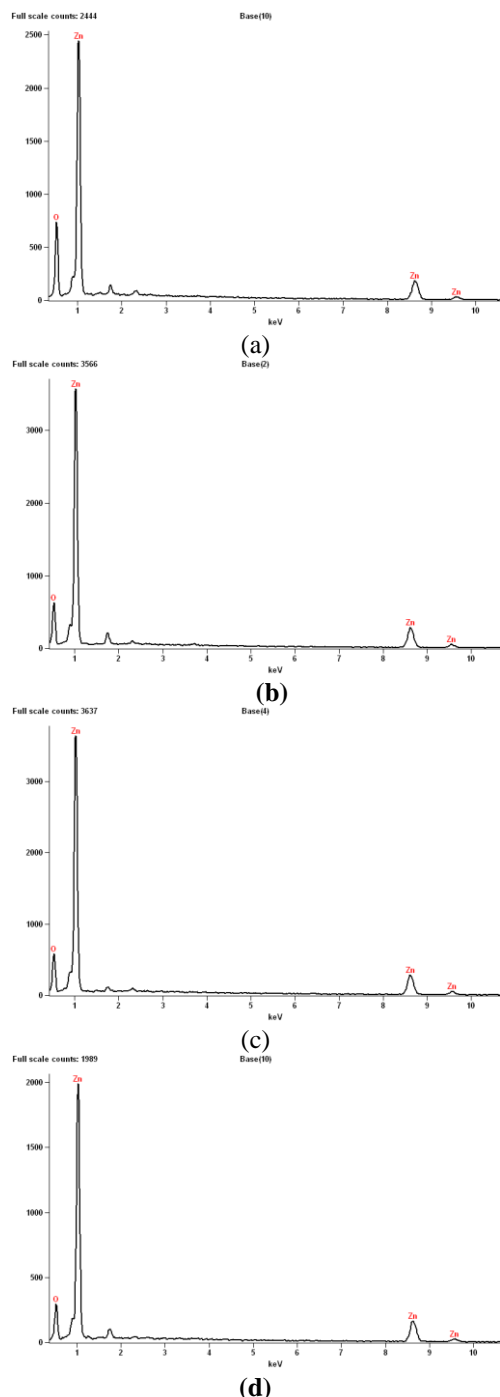 Full scale counts: 2444 Base(10)
2500
Zn
2000
1500
1000
O
500
Zn
Zn
0
1 2 3 4 5 6 7 8 9 10
keV
(a)
Full scale counts: 3566 Base(2)
Zn
3000
2000
1000
O
Zn
Zn
0
1 2 3 4 5 6 7 8 9 10
keV
(b)
Full scale counts: 3637 Base(4)
Zn
3000
2000
1000
O
Zn
Zn
0
1 2 3 4 5 6 7 8 9 10
keV
(c)
Full scale counts: 1989 Base(10)
2000
Zn
1500
1000
500
O
Zn
Zn
0
1 2 3 4 5 6 7 8 9 10
keV
(d)